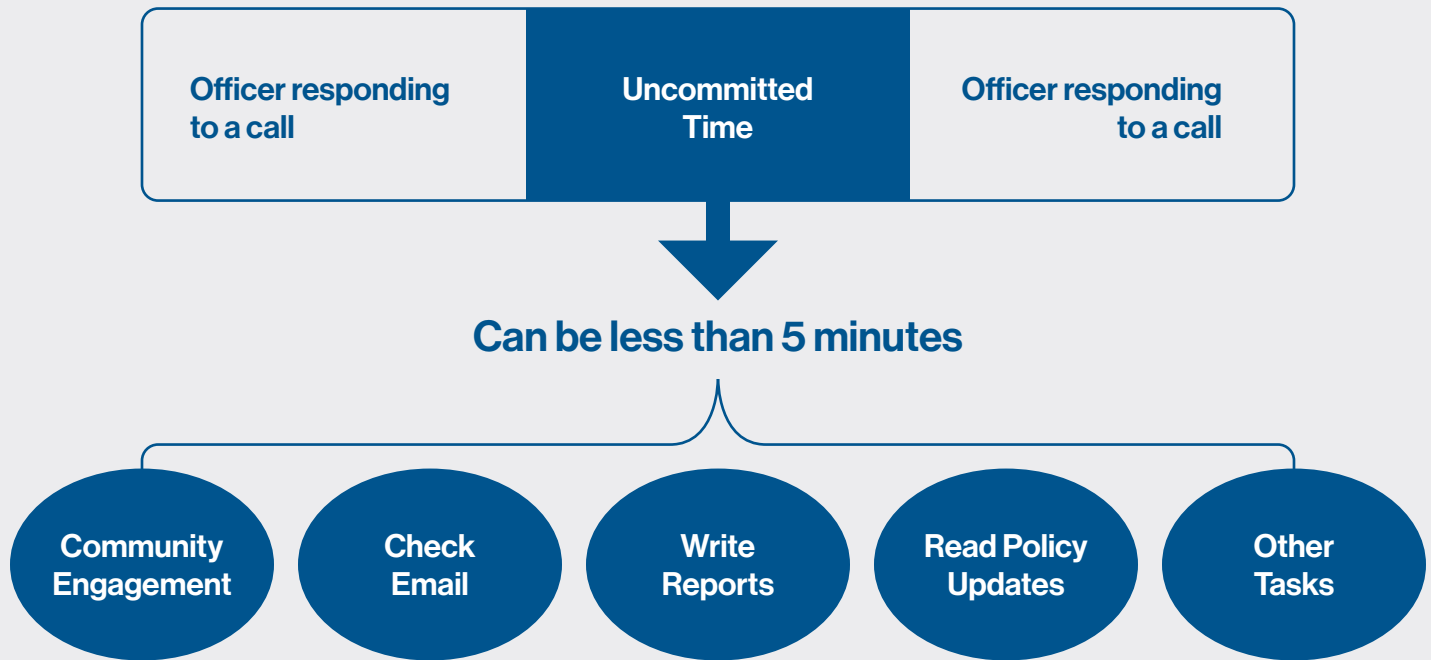 Officer responding
to a call
Uncommitted
Time
Officer responding
to a call
Can be less than 5 minutes
Community
Engagement
Check
Email
Write
Reports
Read Policy
Updates
Other
Tasks